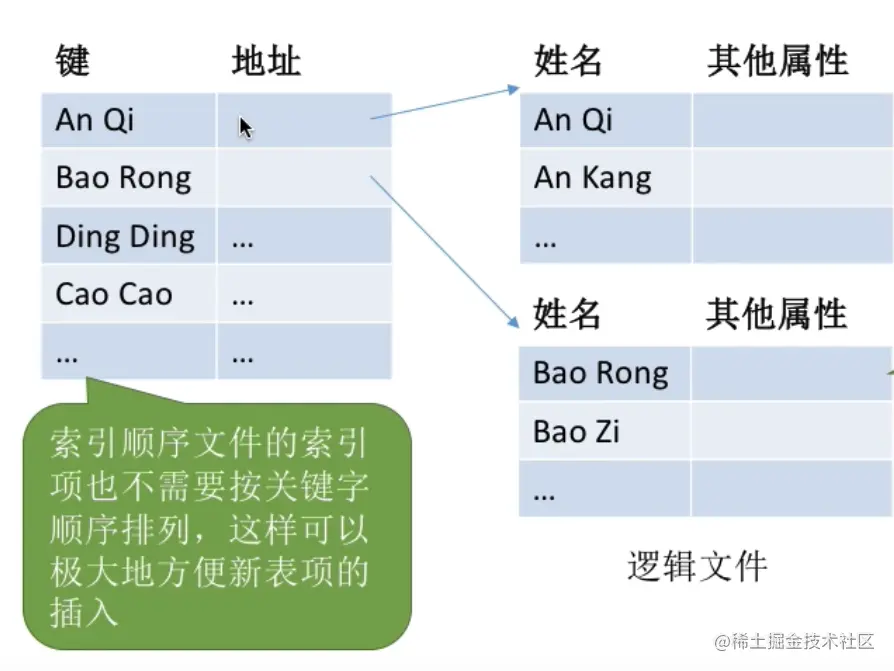 键 地址
An Qi
Bao Rong
Ding Ding ...
Cao Cao ...
... ...
索引顺序文件的索引
项也不需要按关键字
顺序排列，这样可以
极大地方便新表项的
插入
姓名 其他属性
An Qi
An Kang
...
姓名 其他属性
Bao Rong
Bao Zi
...
逻辑文件
@稀土掘金技术社区